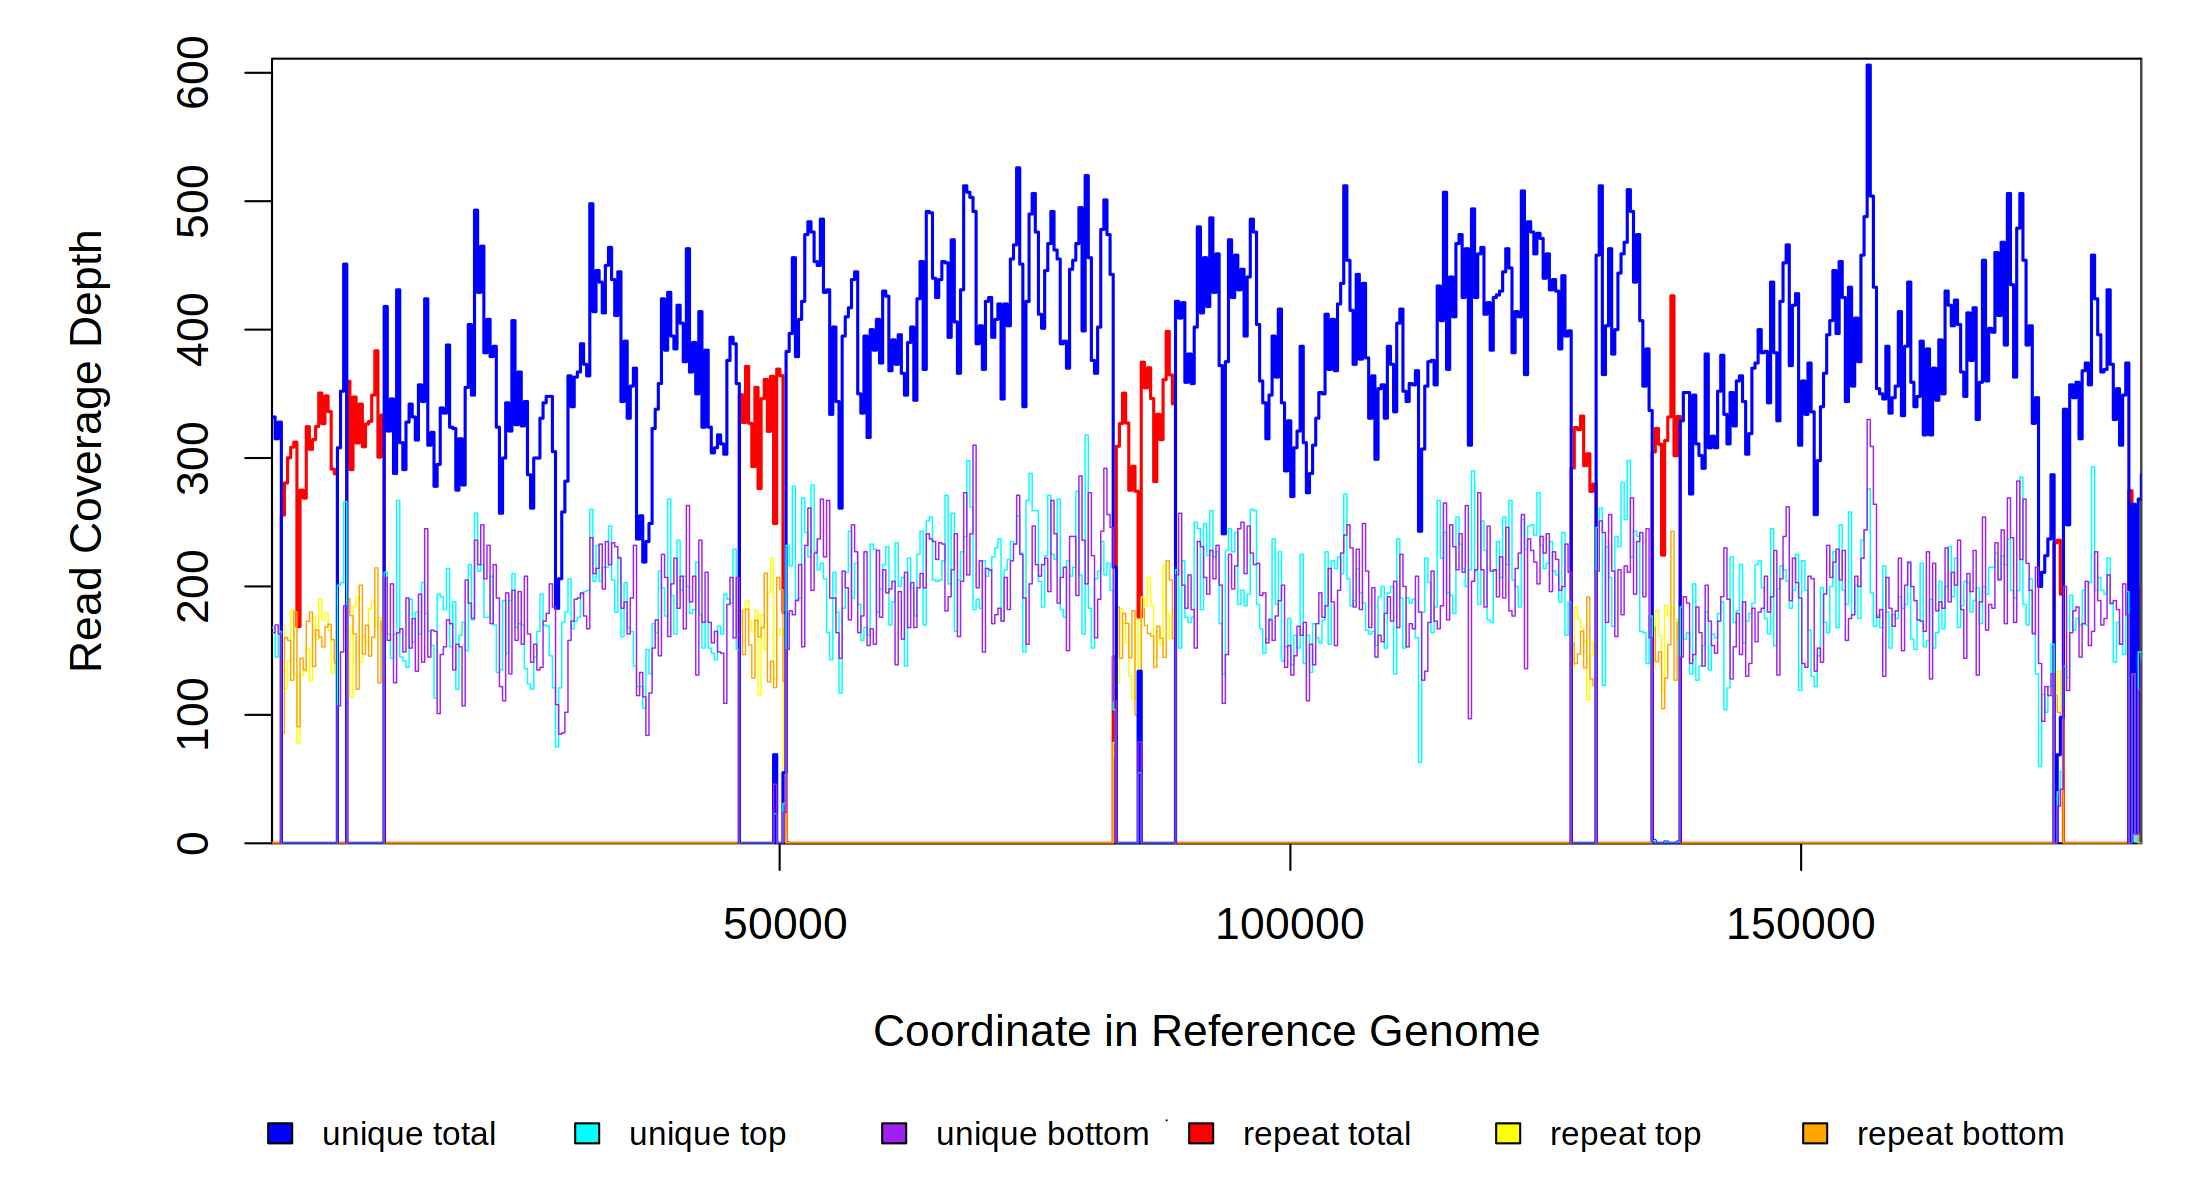 600
500
400
300
200
100
0
Read Coverage Depth
50000
100000
150000
Coordinate in Reference Genome
unique total
unique top
unique bottom
repeat total
repeat top
repeat bottom